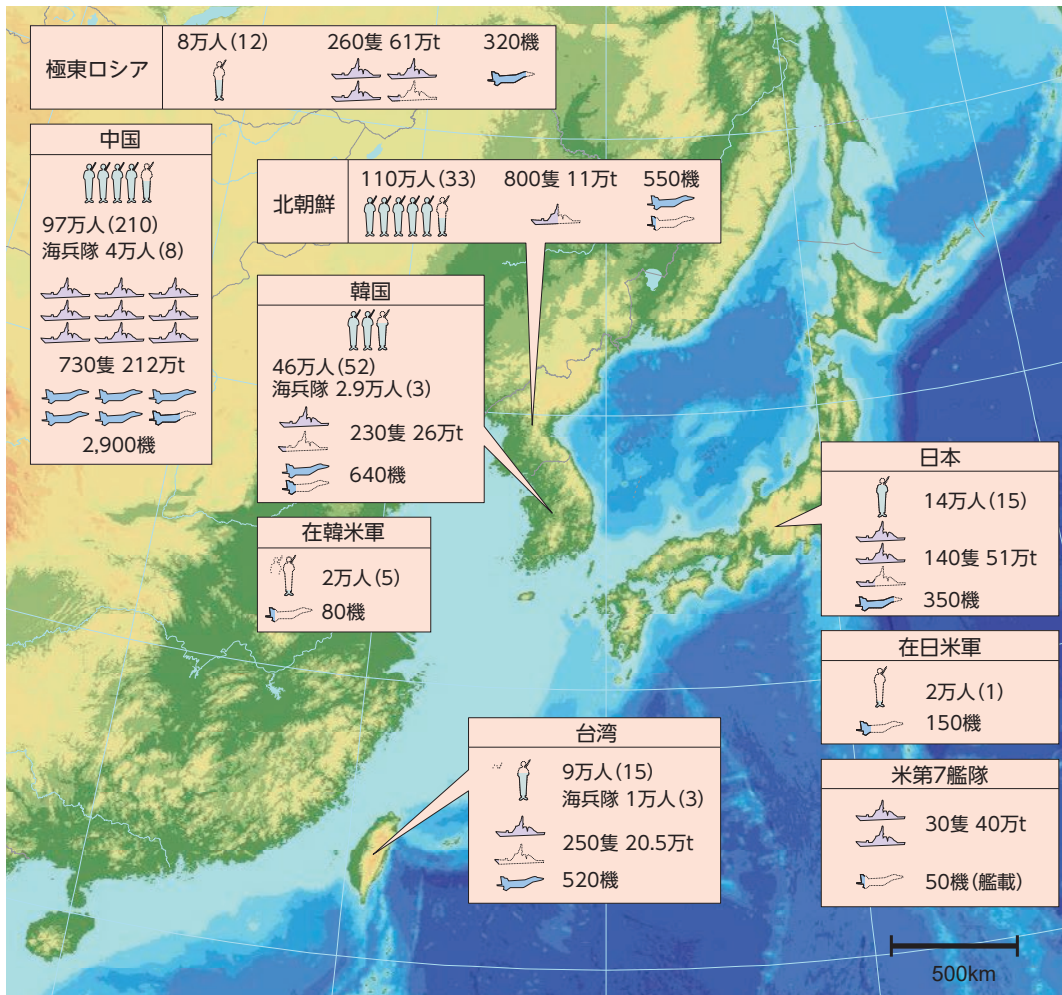 極東ロシア
8万人(12)
260隻 61万t
320機
中国
97万人(210)
海兵隊 4万人(8)
730隻 212万t
2,900機
北朝鮮
110万人(33)
800隻 11万t
550機
韓国
46万人(52)
海兵隊 2.9万人(3)
230隻 26万t
640機
在韓米軍
2万人(5)
80機
日本
14万人(15)
140隻 51万t
350機
在日米軍
2万人(1)
150機
台湾
9万人(15)
海兵隊 1万人(3)
250隻 20.5万t
520機
米第7艦隊
30隻 40万t
50機(艦載)
500km